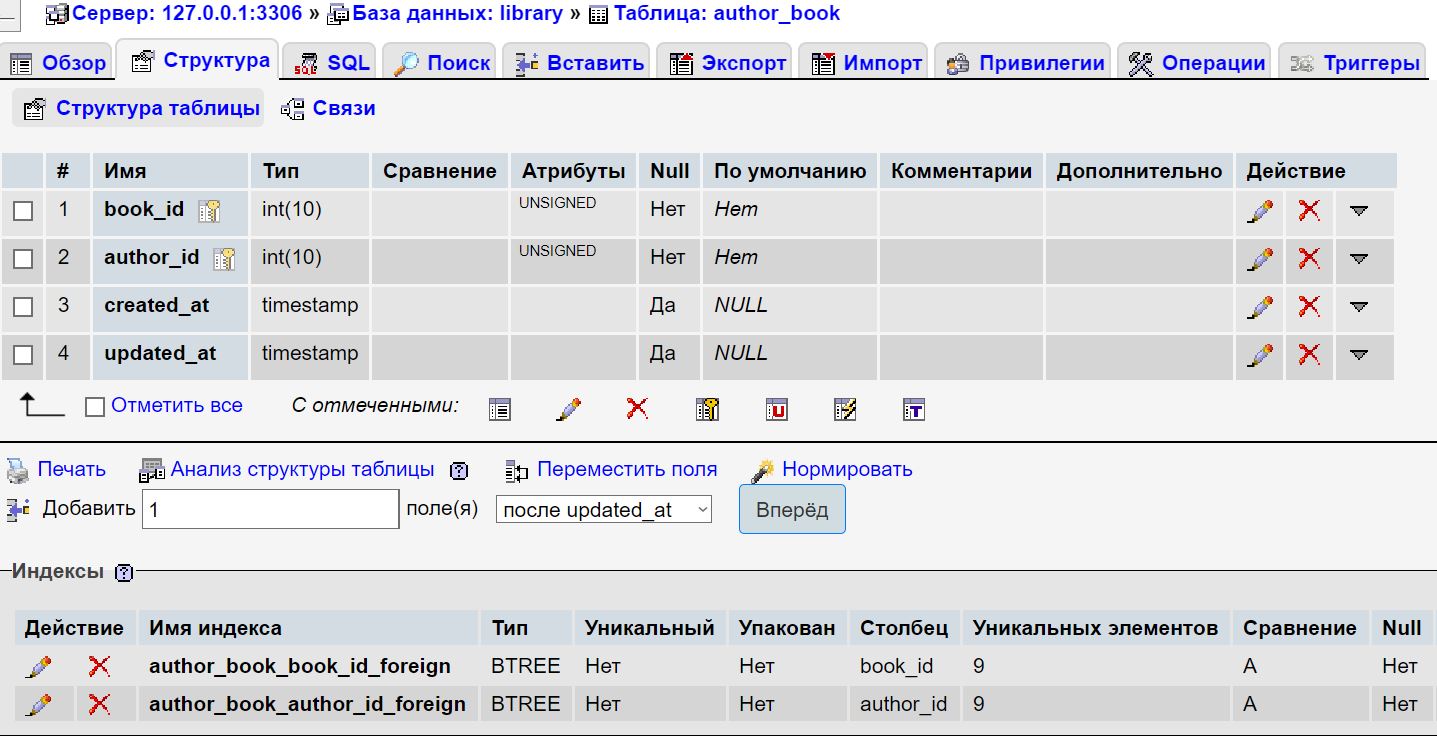 Сервер: 127.0.0.1:3306 » База данных: library » Таблица: author_book
Обзор Структура SQL Поиск Вставить Экспорт Импорт Привилегии Операции Триггеры
Структура таблицы Связи
# Имя Тип Сравнение Атрибуты Null По умолчанию Комментарии Дополнительно Действие
1 book_id int(10) UNSIGNED Нет Нет
2 author_id int(10) UNSIGNED Нет Нет
3 created_at timestamp Да NULL
4 updated_at timestamp Да NULL
Отметить все С отмеченными:
Печать Анализ структуры таблицы Переместить поля Нормировать
Добавить 1 поле(я) после updated_at Вперёд
Индексы
Действие Имя индекса Тип Уникальный Упакован Столбец Уникальных элементов Сравнение Null
author_book_book_id_foreign BTREE Нет Нет book_id 9 A Нет
author_book_author_id_foreign BTREE Нет Нет author_id 9 A Нет